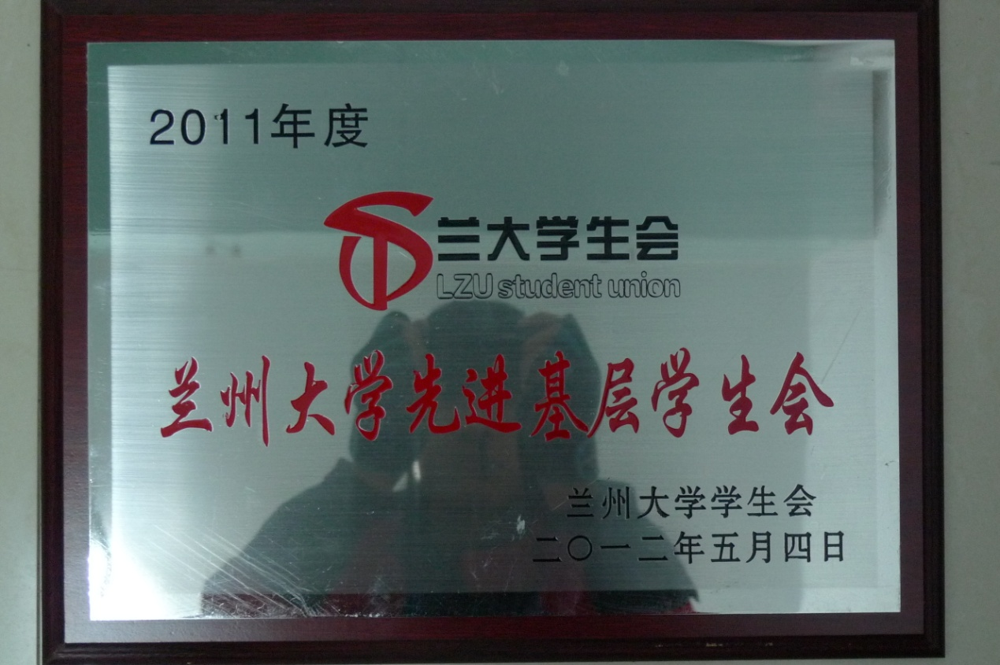 2011年度
兰大学生会
LZU student union
兰州大学先进基层学生会
兰州大学学生会
二〇一二年五月四日